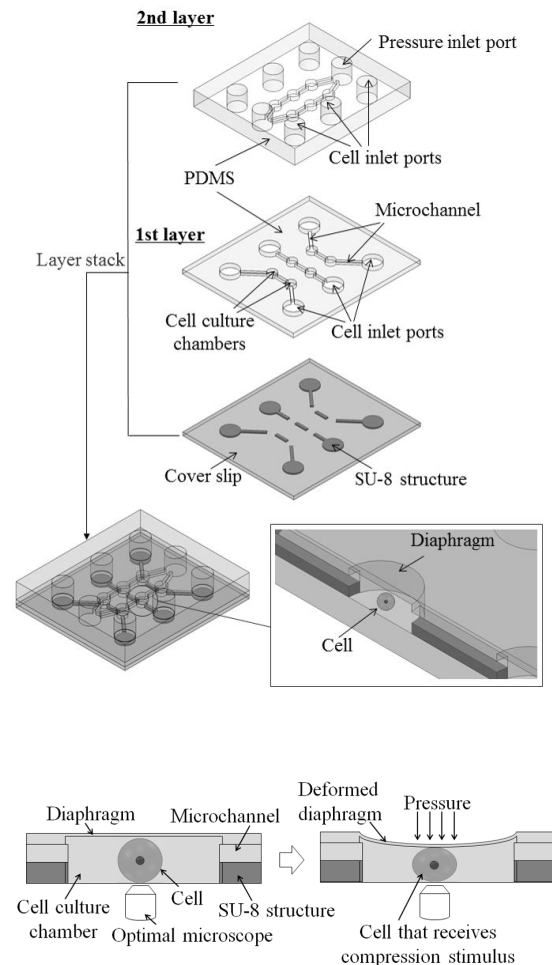 2nd layer
Pressure inlet port
Cell inlet ports
PDMS
1st layer
Microchannel
Layer stack
Cell culture
chambers
Cell inlet ports
Cover slip
SU-8 structure
Diaphragm
Cell
Diaphragm
Microchannel
Cell
Cell culture
chamber
SU-8 structure
Optimal microscope
Deformed
diaphragm
Pressure
Cell that receives
compression stimulus